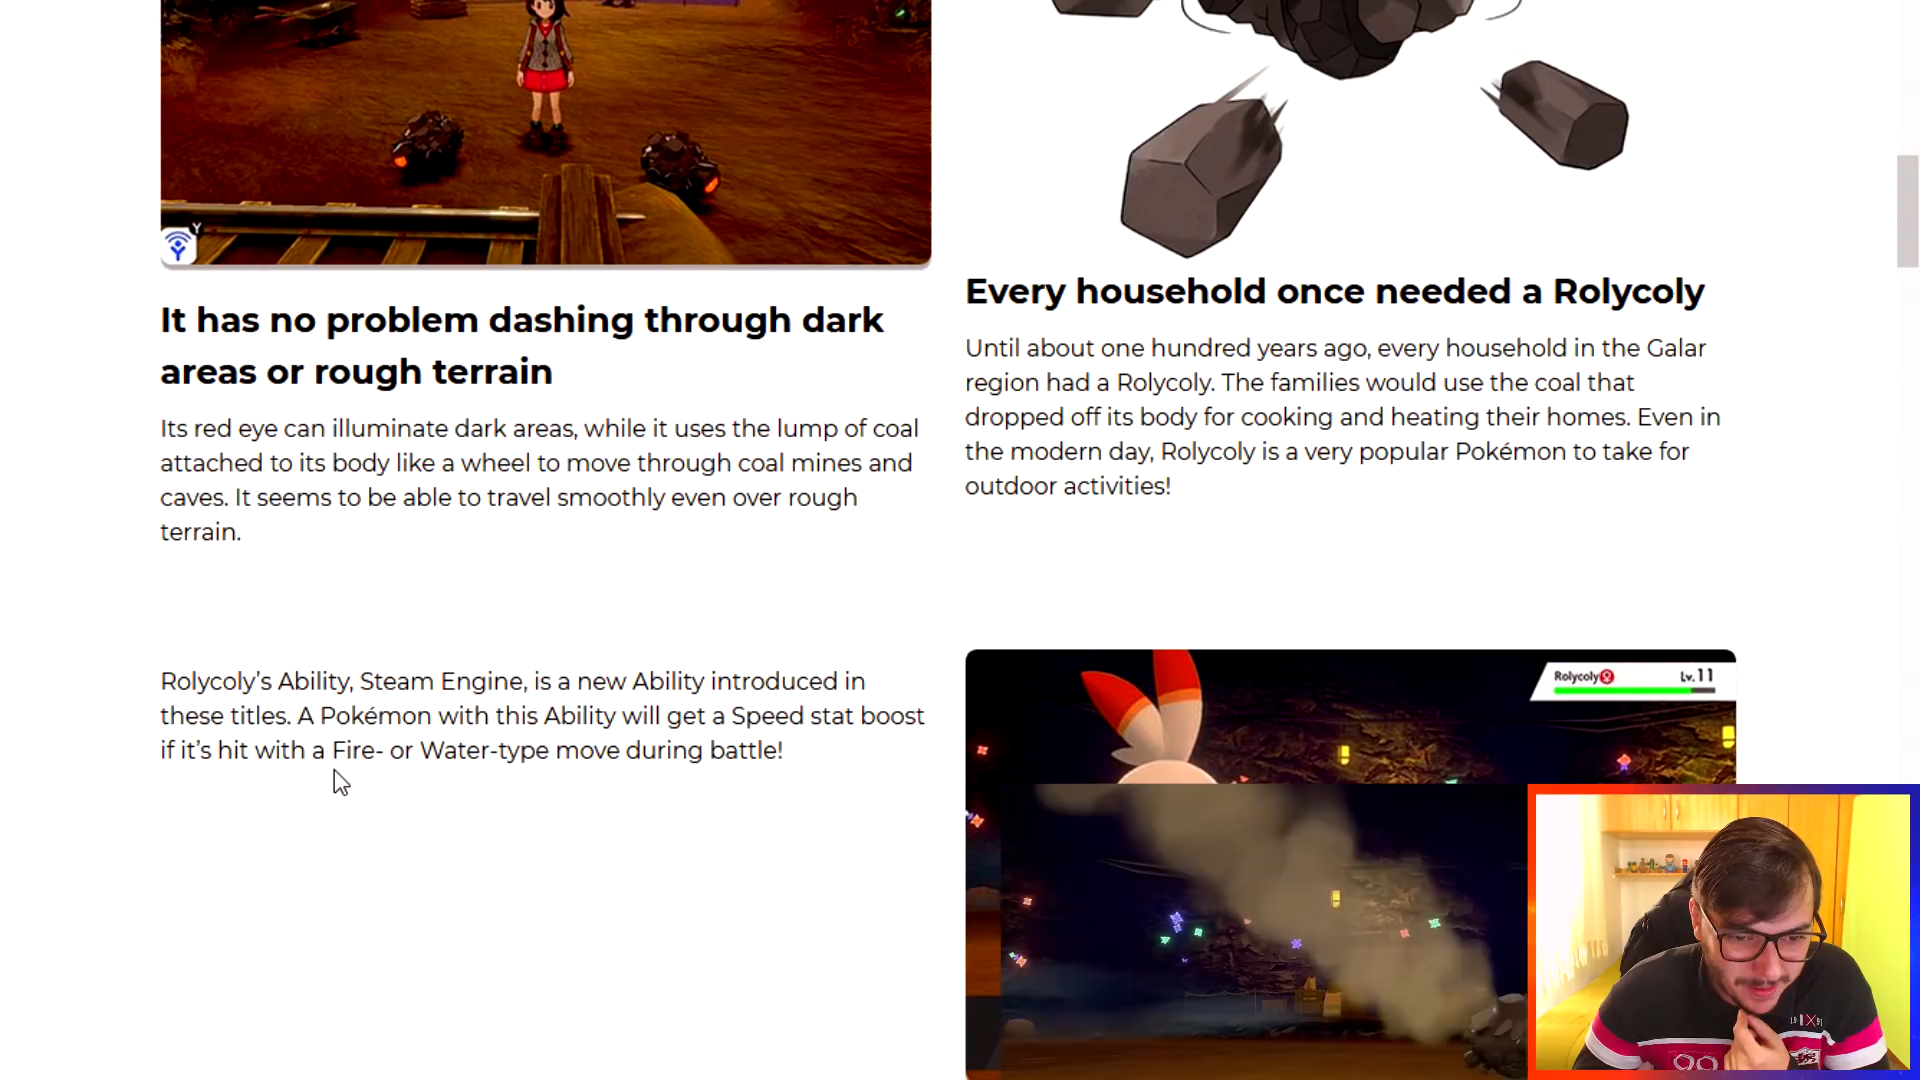 Y
It has no problem dashing through dark
areas or rough terrain
Its red eye can illuminate dark areas, while it uses the lump of coal
attached to its body like a wheel to move through coal mines and
caves. It seems to be able to travel smoothly even over rough
terrain.
Every household once needed a Rolycoly
Until about one hundred years ago, every household in the Galar
region had a Rolycoly. The families would use the coal that
dropped off its body for cooking and heating their homes. Even in
the modern day, Rolycoly is a very popular Pokémon to take for
outdoor activities!
Rolycoly's Ability, Steam Engine, is a new Ability introduced in
these titles. A Pokémon with this Ability will get a Speed stat boost
if it's hit with a Fire- or Water-type move during battle!
Rolycoly Lv. 11